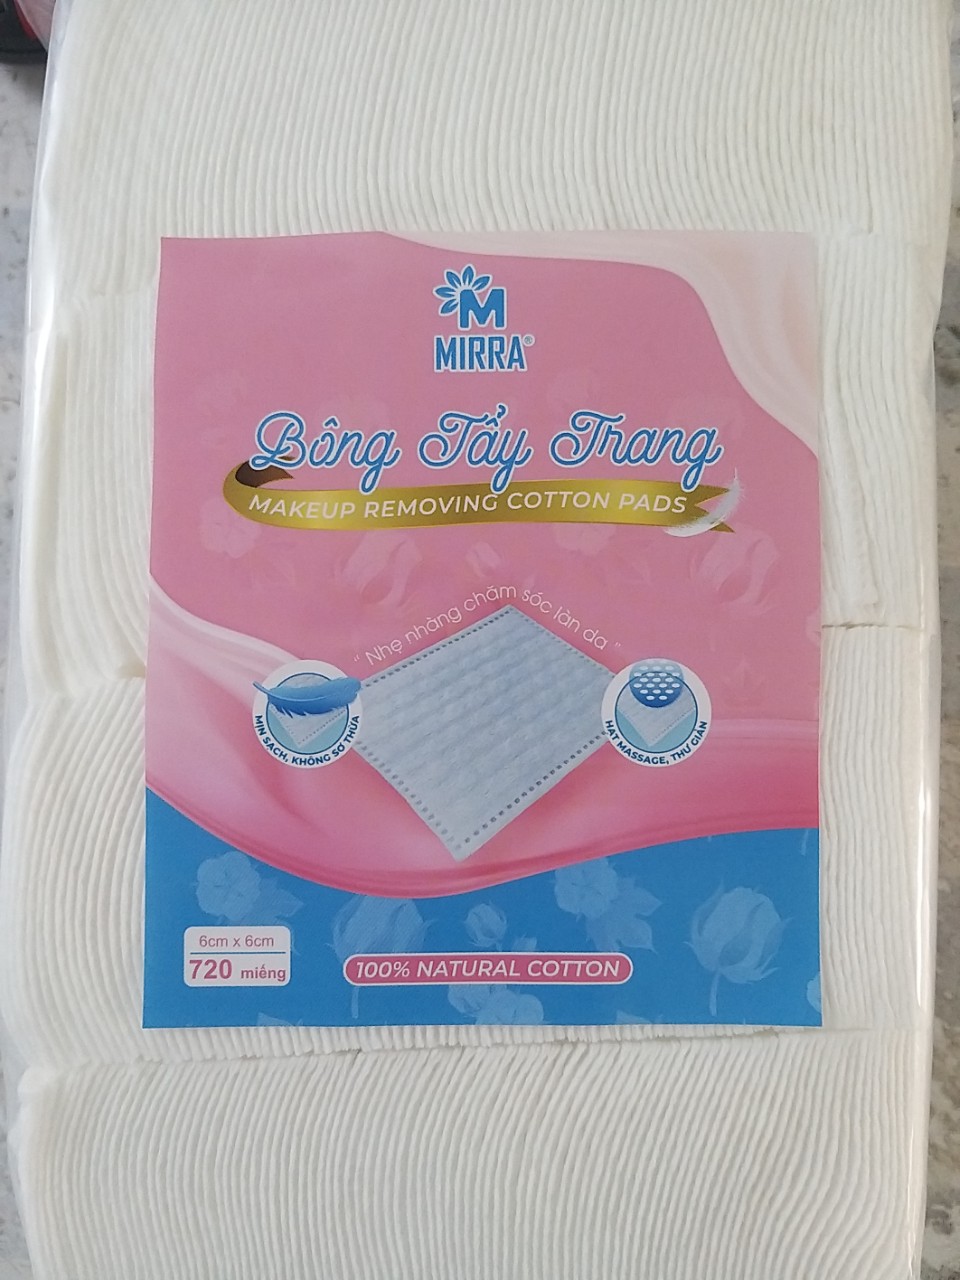 M
MIRRA®
Bông Tẩy Trang
MAKEUP REMOVING COTTON PADS
" Nhẹ nhàng chăm sóc làn da "
MỊN SẠCH, KHÔNG SƠ THỪA
HẠT MASSAGE, THƯ GIÃN
6cm x 6cm
720 miếng
100% NATURAL COTTON